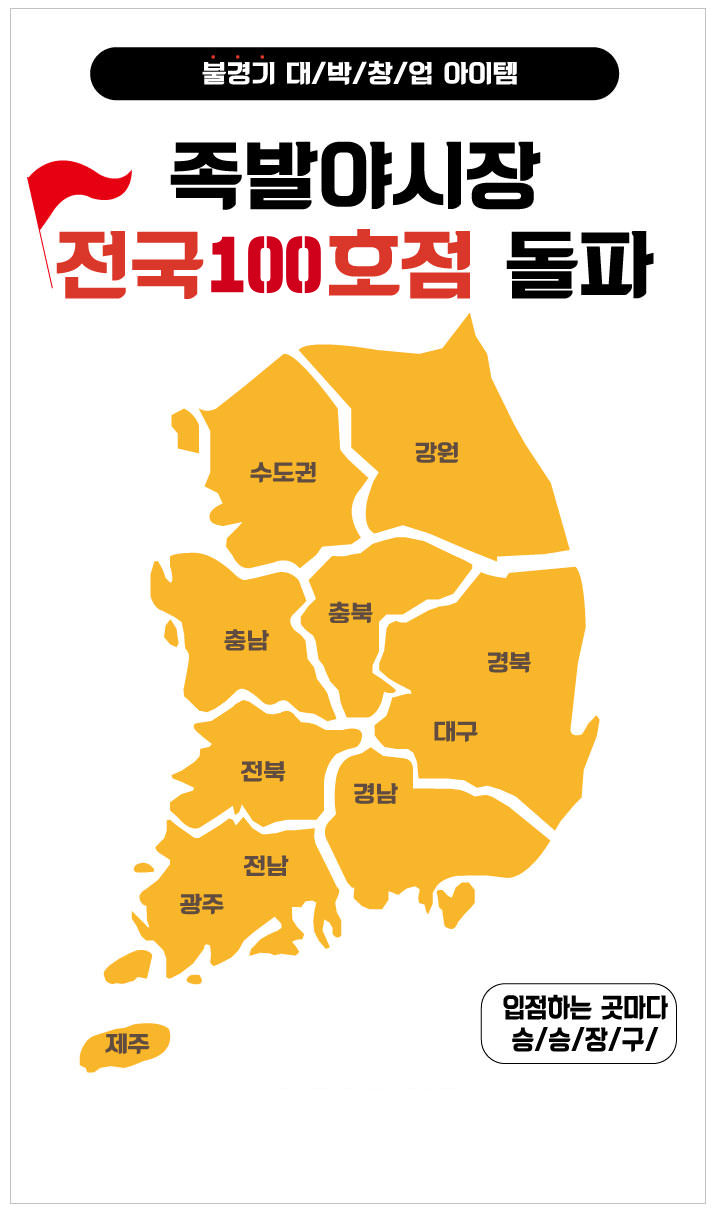 불경기 대/박/창/업 아이템
족발야시장
전국100호점 돌파
강원
수도권
충북
충남
경북
대구
전북
경남
전남
광주
입점하는 곳마다
승/승/장/구/
제주